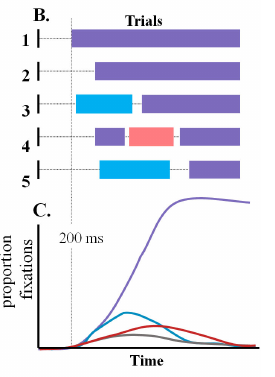 B.
Trials
1
2
3
4
5
C.
200 ms
proportion
fixations
Time